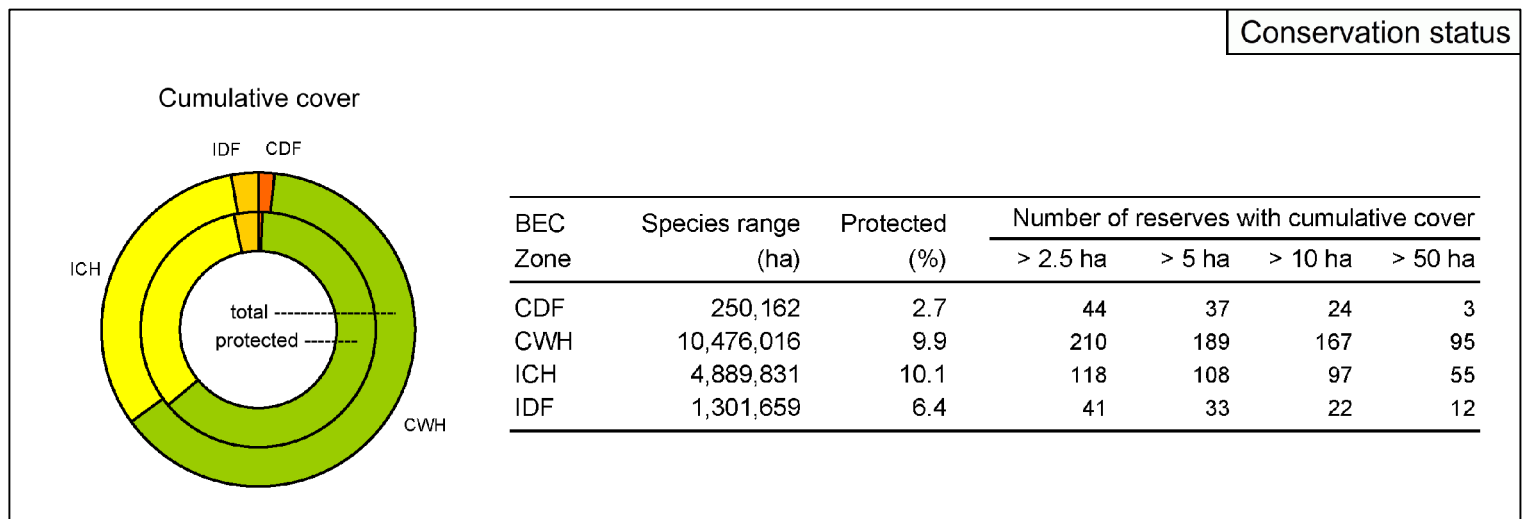 Conservation status
Cumulative cover
IDF CDF
ICH
total
protected
CWH
BEC Species range Protected Number of reserves with cumulative cover
Zone (ha) (%) > 2.5 ha > 5 ha > 10 ha > 50 ha
CDF 250,162 2.7 44 37 24 3
CWH 10,476,016 9.9 210 189 167 95
ICH 4,889,831 10.1 118 108 97 55
IDF 1,301,659 6.4 41 33 22 12